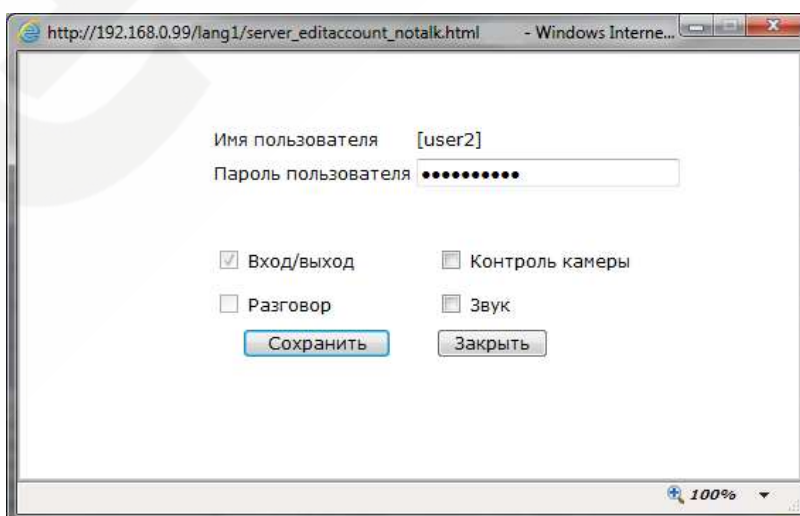 http://192.168.0.99/lang1/server_editaccount_notalk.html - Windows Interne...
Имя пользователя [user2]
Пароль пользователя ••••••••••
Вход/выход Контроль камеры
Разговор Звук
Сохранить Закрыть
100%